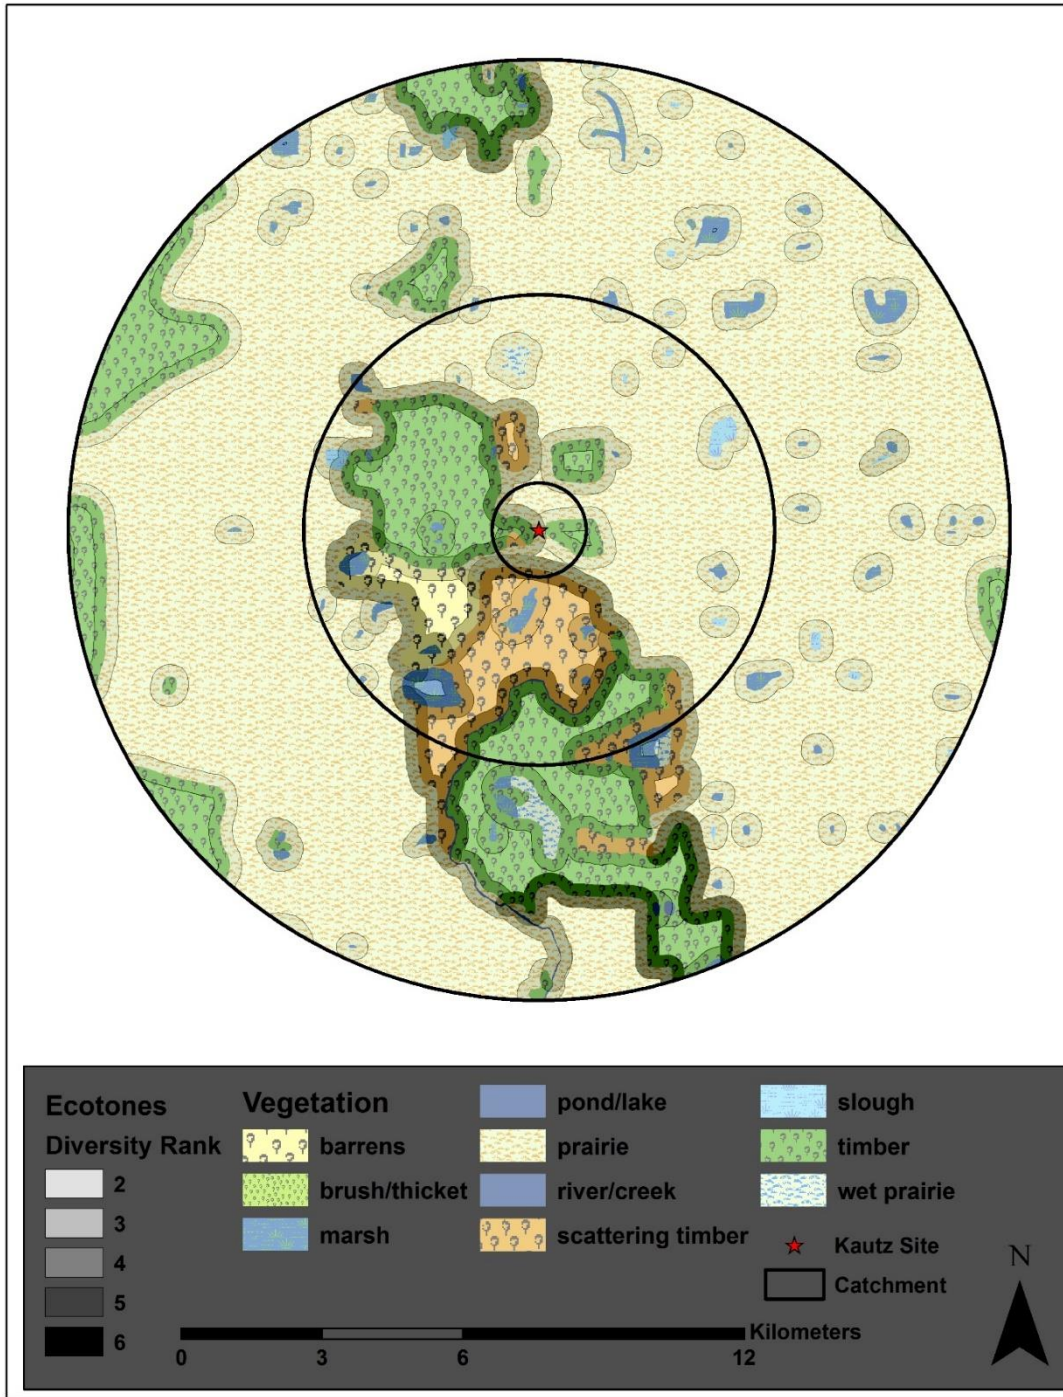 Ecotones
Diversity Rank
2
3
4
5
6
Vegetation
barrens
brush/thicket
marsh
pond/lake
prairie
river/creek
scattering timber
slough
timber
wet prairie
Kautz Site
Catchment
N
Kilometers
0 3 6 12